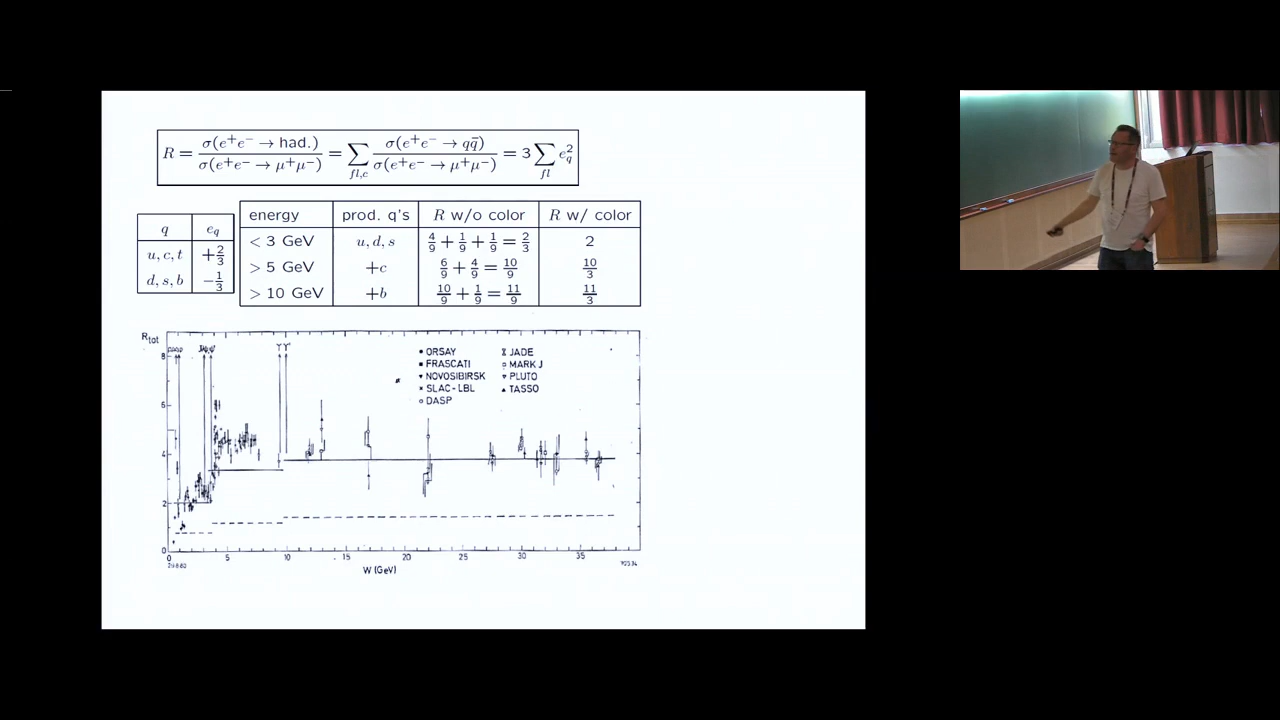 R = σ(e⁺e⁻ → had.) / σ(e⁺e⁻ → μ⁺μ⁻) = ∑_{fl,c} σ(e⁺e⁻ → qq̄) / σ(e⁺e⁻ → μ⁺μ⁻) = 3 ∑_{fl} e_q²
q e_q
u, c, t +2/3
d, s, b −1/3
energy prod. q's R w/o color R w/ color
< 3 GeV u, d, s 4/9 + 1/9 + 1/9 = 2/3 2
> 5 GeV +c 6/9 + 4/9 = 10/9 10/3
> 10 GeV +b 10/9 + 1/9 = 11/9 11/3
R_tot
ORSAY JADE
FRASCATI MARK J
NOVOSIBIRSK PLUTO
SLAC-LBL TASSO
DASP
8
6
4
2
0
0 5 10 15 20 25 30 35
W (GeV)